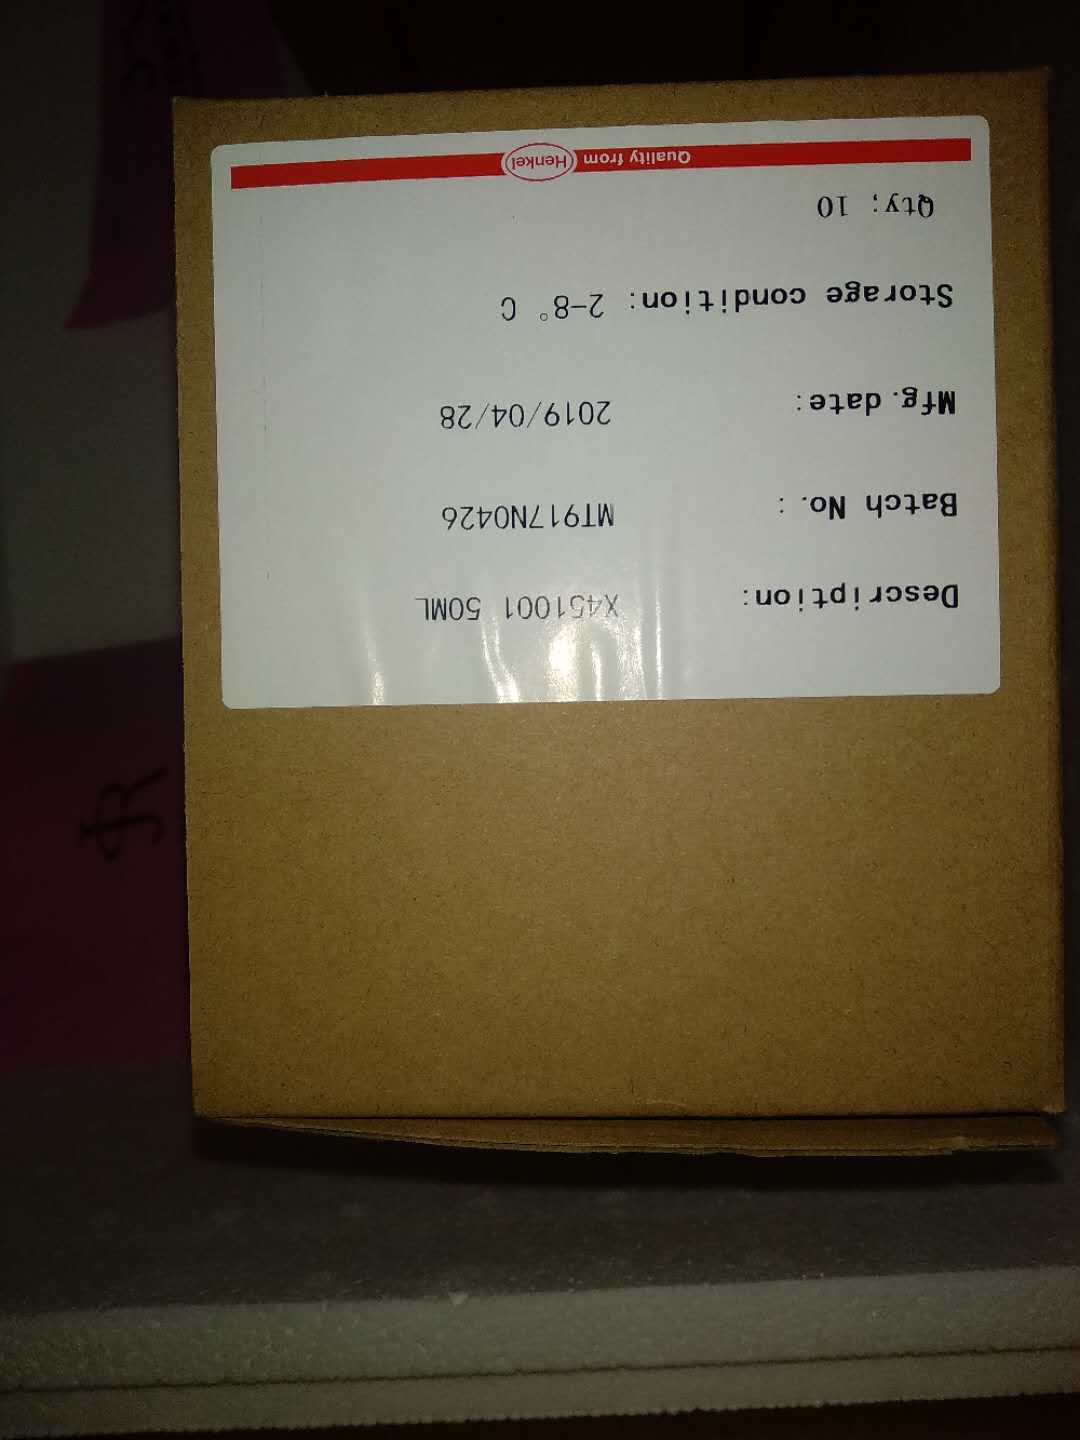 Description: X451001 50ML
Batch No. : MT917N0426
Mfg. date: 2019/04/28
Storage condition: 2-8° C
Qty; 10
Quality from Henkel